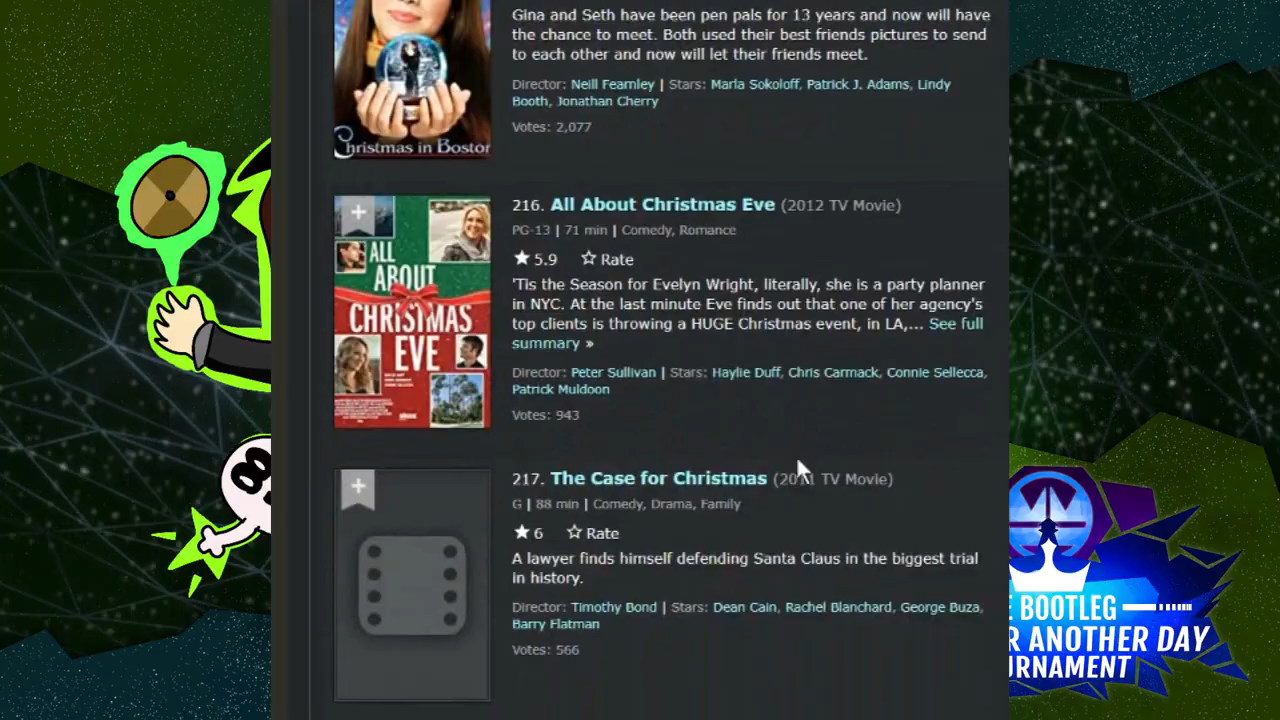 Gina and Seth have been pen pals for 13 years and now will have
the chance to meet. Both used their best friends pictures to send
to each other and now will let their friends meet.
Director: Neill Fearnley | Stars: Marla Sokoloff, Patrick J. Adams, Lindy
Booth, Jonathan Cherry
Votes: 2,077
Christmas in Boston
216. All About Christmas Eve (2012 TV Movie)
PG-13 | 71 min | Comedy, Romance
5.9 Rate
'Tis the Season for Evelyn Wright, literally, she is a party planner
in NYC. At the last minute Eve finds out that one of her agency's
top clients is throwing a HUGE Christmas event, in LA,... See full
summary »
Director: Peter Sullivan | Stars: Haylie Duff, Chris Carmack, Connie Sellecca,
Patrick Muldoon
Votes: 943
ALL
ABOUT
CHRISTMAS
EVE
217. The Case for Christmas (2011 TV Movie)
G | 88 min | Comedy, Drama, Family
6 Rate
A lawyer finds himself defending Santa Claus in the biggest trial
in history.
Director: Timothy Bond | Stars: Dean Cain, Rachel Blanchard, George Buza,
Barry Flatman
Votes: 566
E BOOTLEG
R ANOTHER DAY
URNAMENT